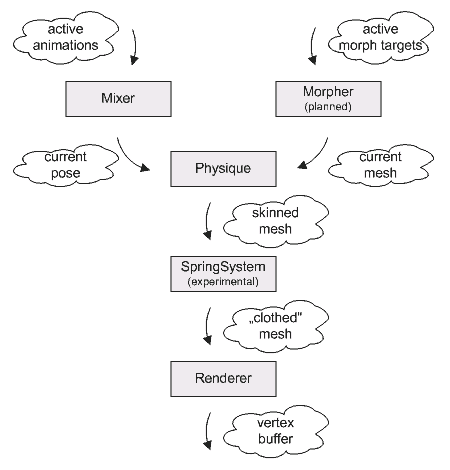 active
animations
active
morph targets
Mixer
Morpher
(planned)
current
pose
Physique
current
mesh
skinned
mesh
SpringSystem
(experimental)
„clothed"
mesh
Renderer
vertex
buffer